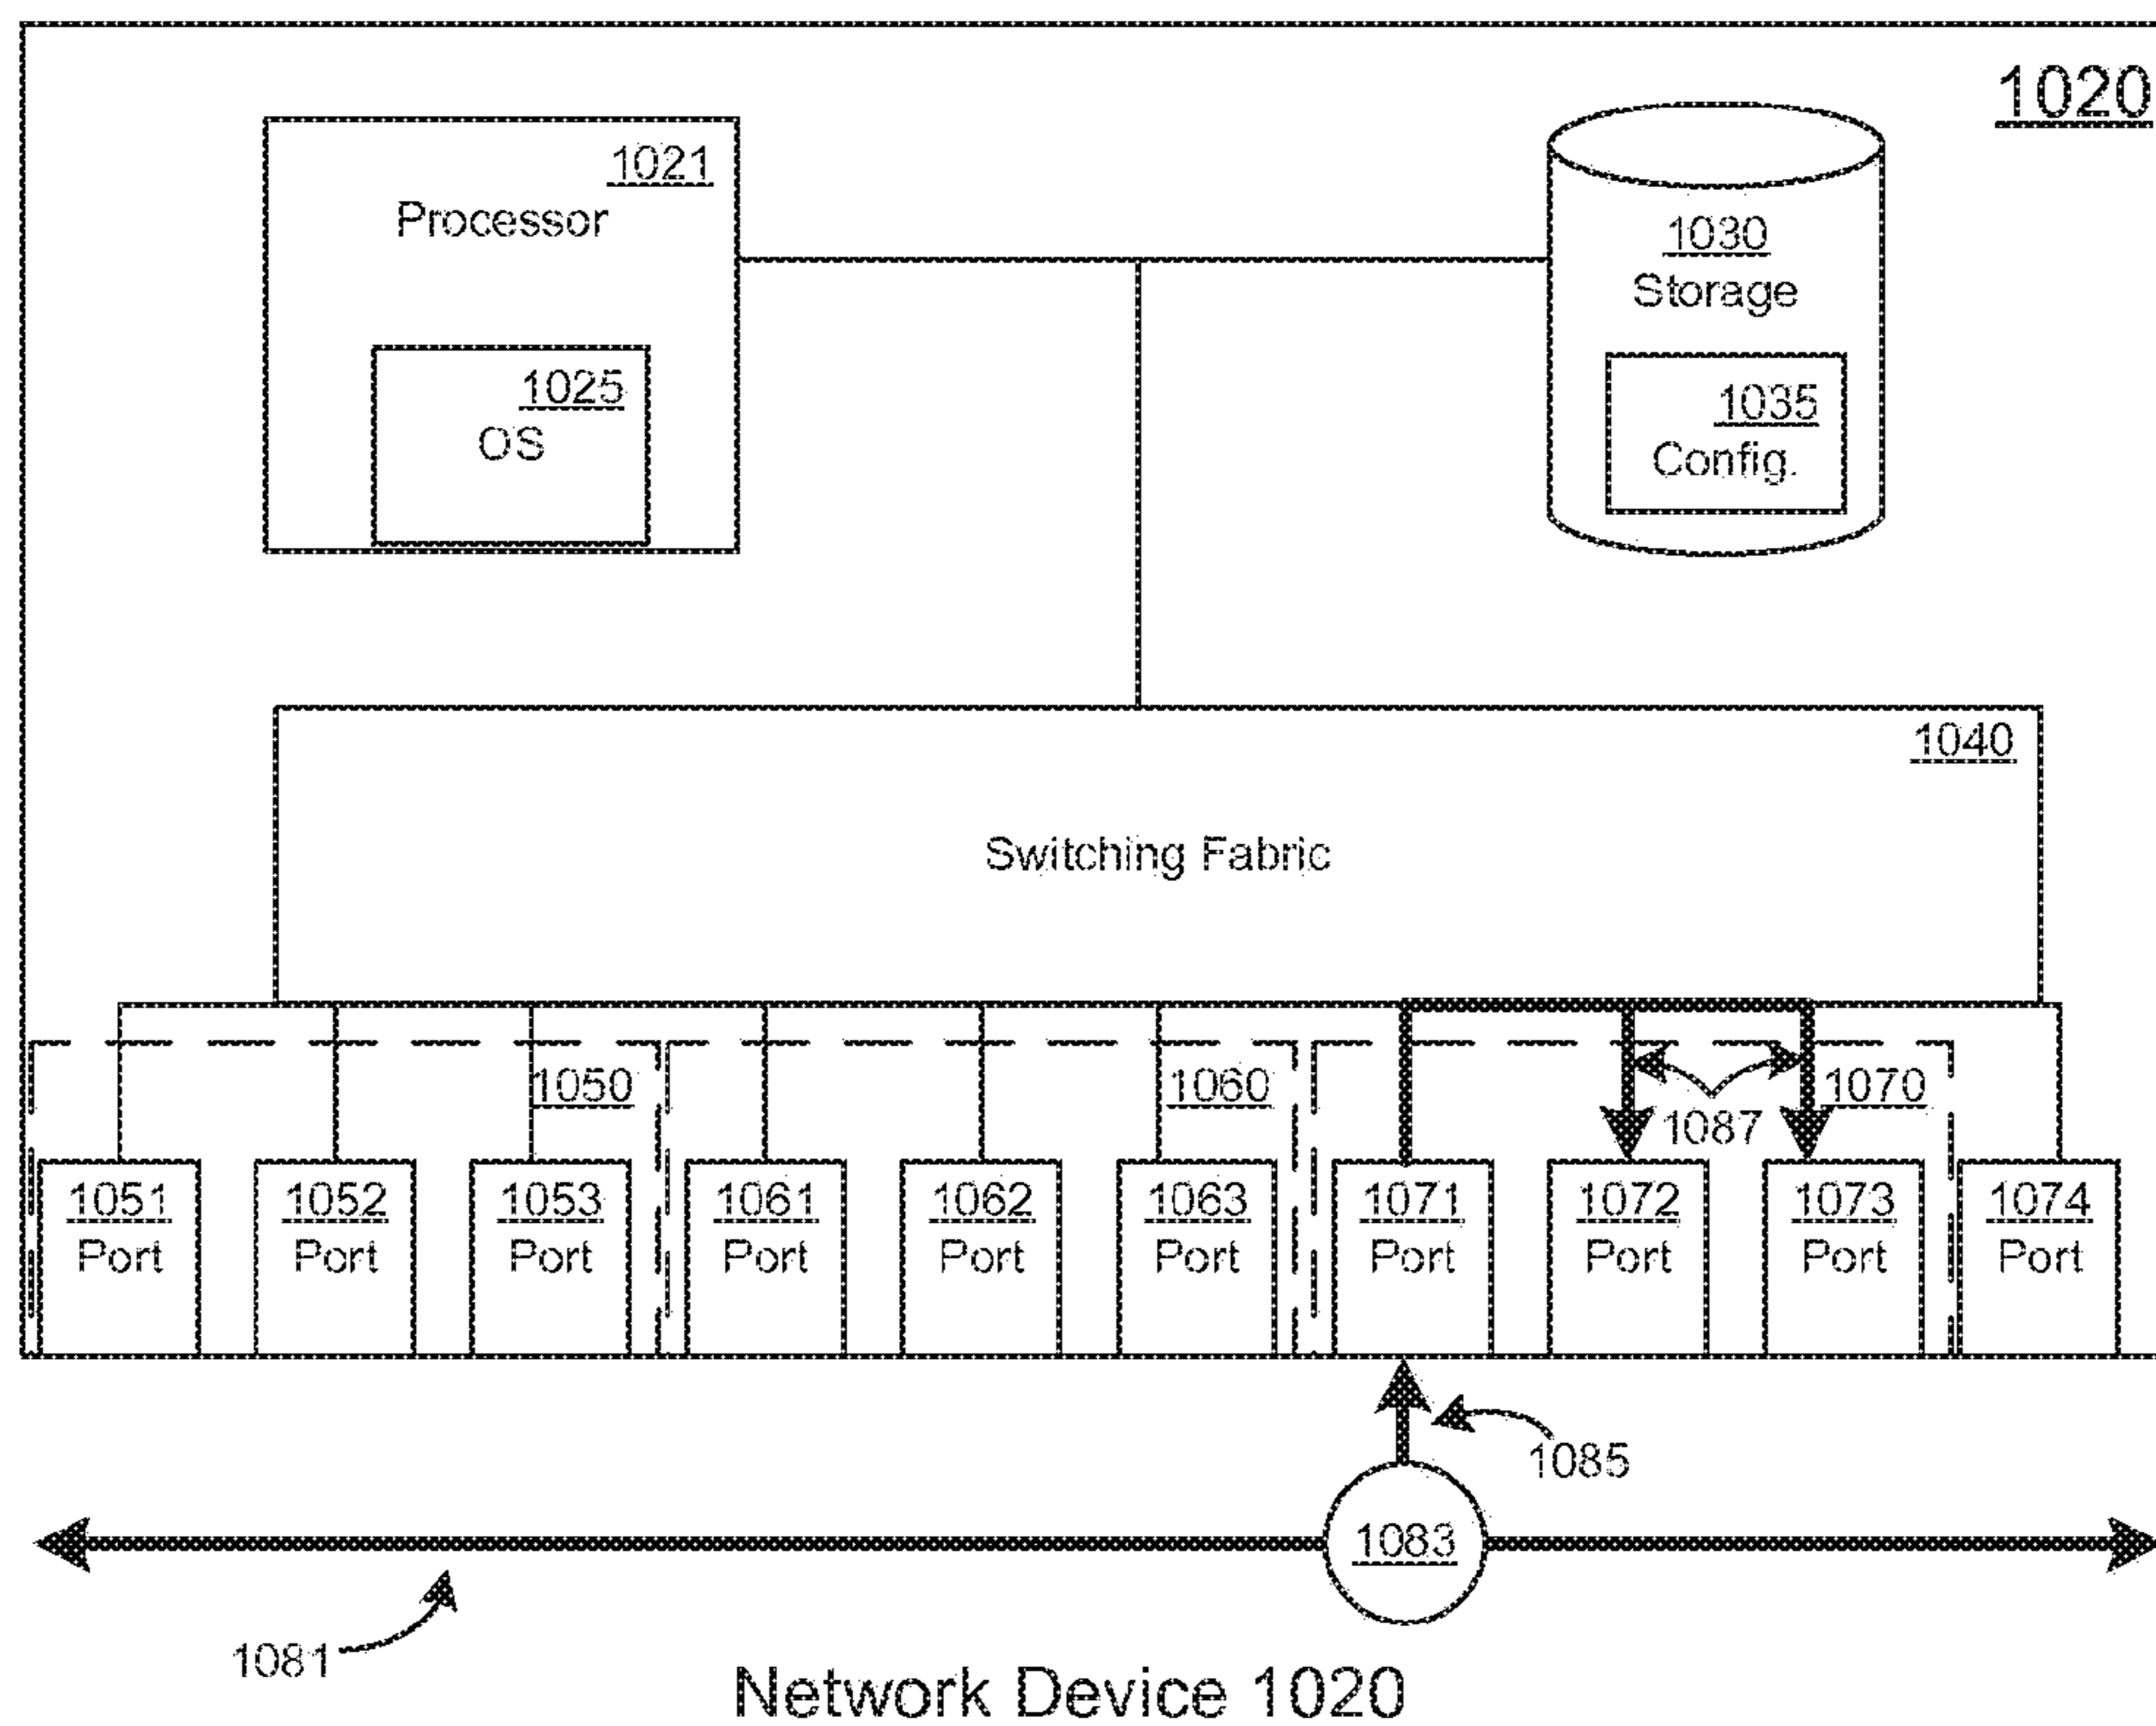 1020
1021
Processor
1025
OS
1030
Storage
1035
Config.
1040
Switching Fabric
1050
1060
1070
1087
1051
Port
1052
Port
1053
Port
1061
Port
1062
Port
1063
Port
1071
Port
1072
Port
1073
Port
1074
Port
1085
1083
1081
Network Device 1020